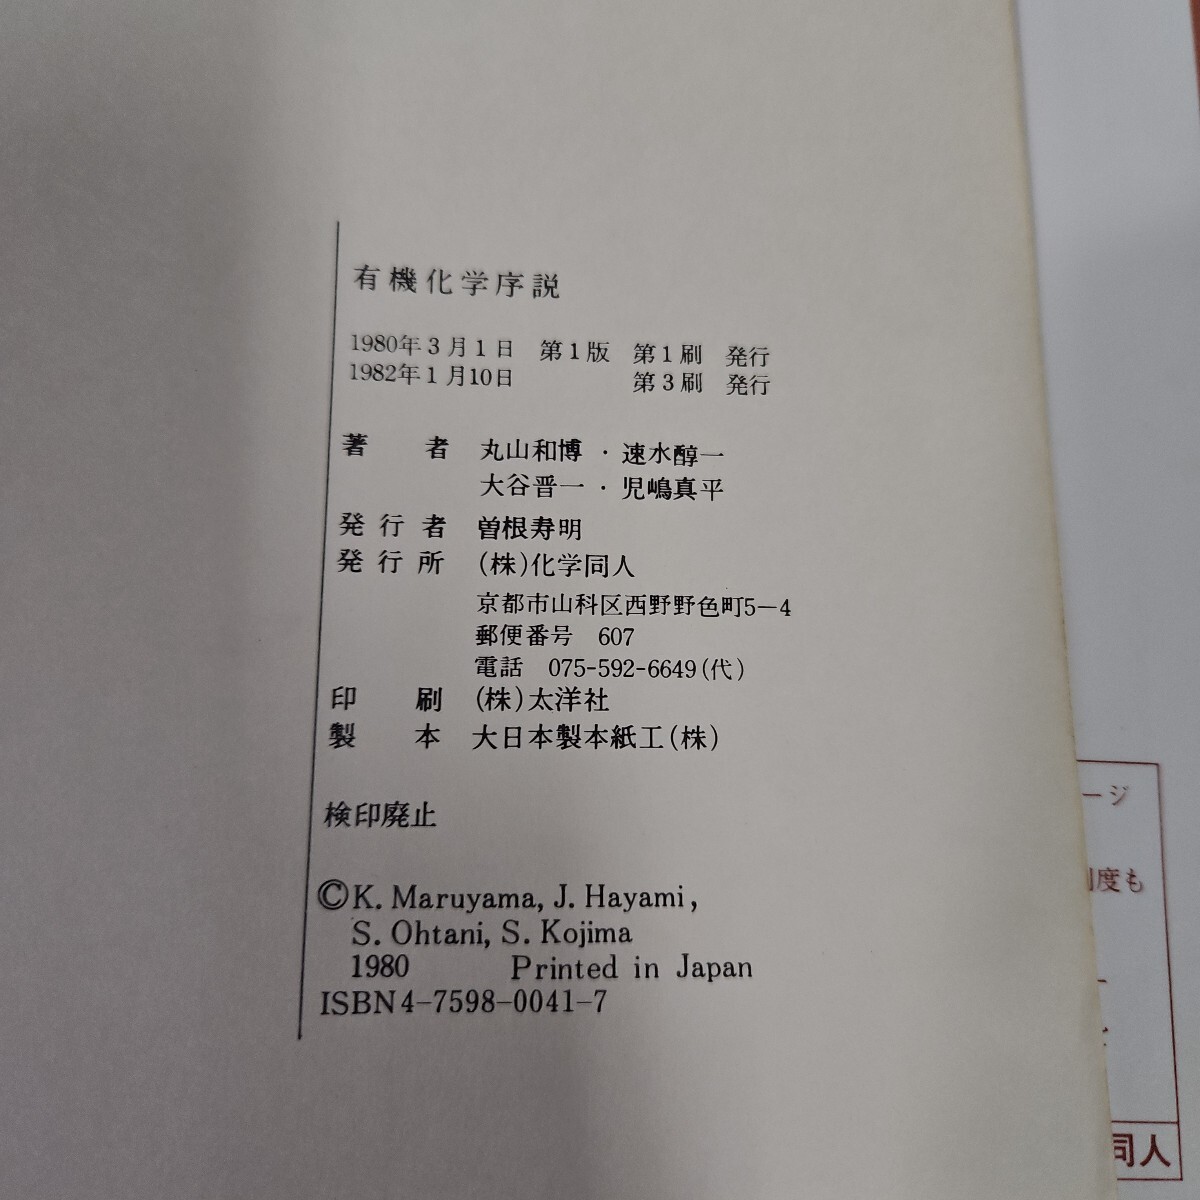 有機化学序説
1980年3月1日 第1版 第1刷 発行
1982年1月10日 第3刷 発行
著者 丸山和博・速水醇一
大谷晋一・児嶋真平
発行者 曽根寿明
発行所 (株)化学同人
京都市山科区西野野色町5-4
郵便番号 607
電話 075-592-6649(代)
印刷 (株)太洋社
製本 大日本製本紙工(株)
検印廃止
©K. Maruyama, J. Hayami,
S. Ohtani, S. Kojima
1980 Printed in Japan
ISBN4-7598-0041-7
ージ
度も
同人